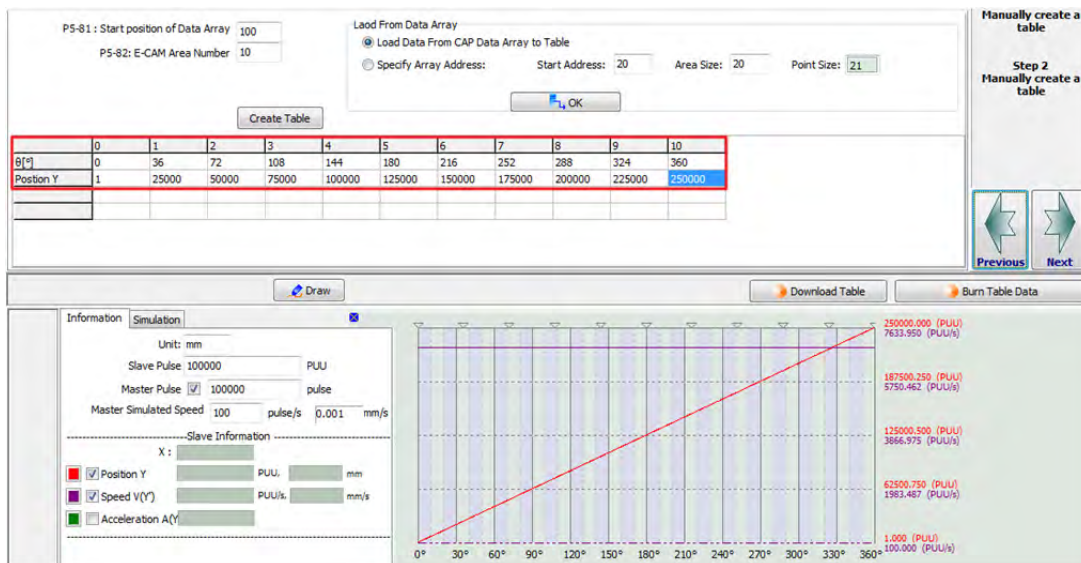 P5-81 : Start position of Data Array 100
P5-82: E-CAM Area Number 10
Create Table
Laod From Data Array
Load Data From CAP Data Array to Table
Specify Array Address: Start Address: 20 Area Size: 20 Point Size: 21
OK
Manually create a
table
Step 2
Manually create a
table
0 1 2 3 4 5 6 7 8 9 10
θ[°] 0 36 72 108 144 180 216 252 288 324 360
Postion Y 1 25000 50000 75000 100000 125000 150000 175000 200000 225000 250000
Previous Next
Draw Download Table Burn Table Data
Information Simulation
Unit: mm
Slave Pulse 100000 PUU
Master Pulse 100000 pulse
Master Simulated Speed 100 pulse/s 0.001 mm/s
Slave Information
X :
Position Y PUU, mm
Speed V(Y') PUU/s, mm/s
Acceleration A(Y
250000.000 (PUU)
7633.950 (PUU/s)
187500.250 (PUU)
5750.462 (PUU/s)
125000.500 (PUU)
3866.975 (PUU/s)
62500.750 (PUU)
1983.487 (PUU/s)
1.000 (PUU)
100.000 (PUU/s)
0° 30° 60° 90° 120° 150° 180° 210° 240° 270° 300° 330° 360°